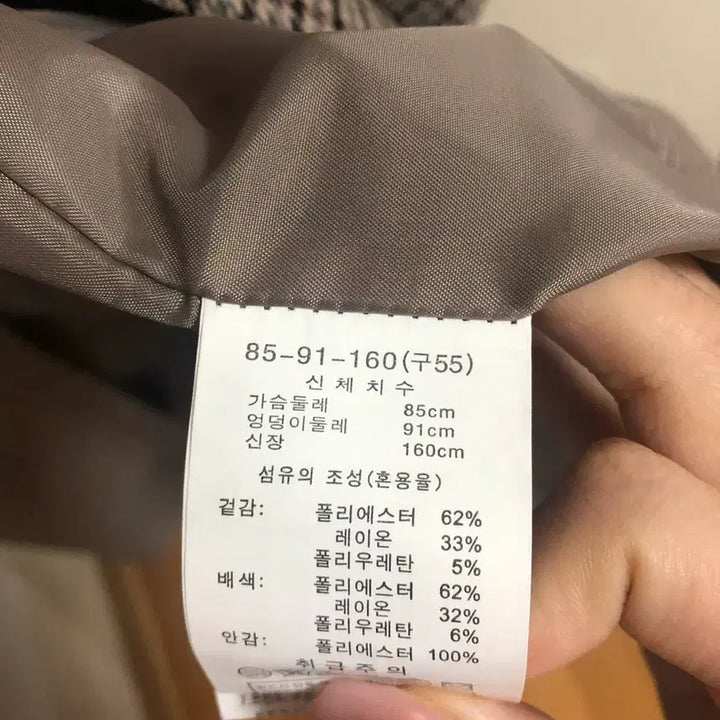 85-91-160(구55)
신체치수
가슴둘레 85cm
엉덩이둘레 91cm
신장 160cm
섬유의 조성(혼용율)
겉감: 폴리에스터 62%
레이온 33%
폴리우레탄 5%
배색: 폴리에스터 62%
레이온 32%
폴리우레탄 6%
안감: 폴리에스터 100%
취급주의